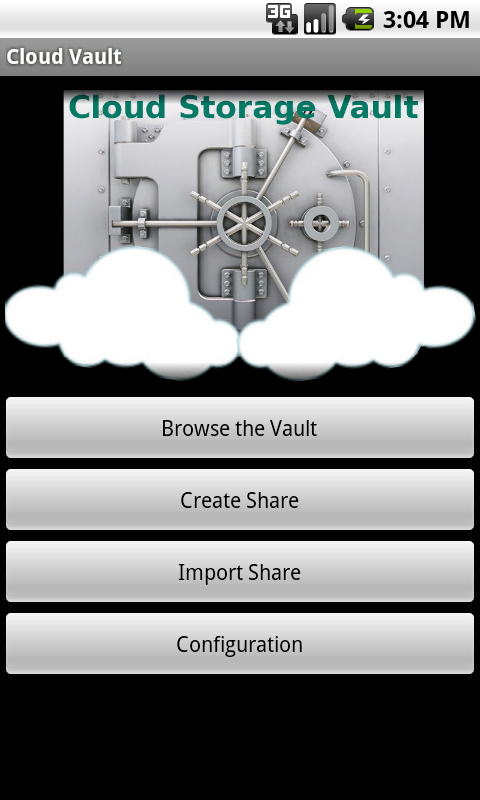 3G 3:04 PM
Cloud Vault
Cloud Storage Vault
Browse the Vault
Create Share
Import Share
Configuration